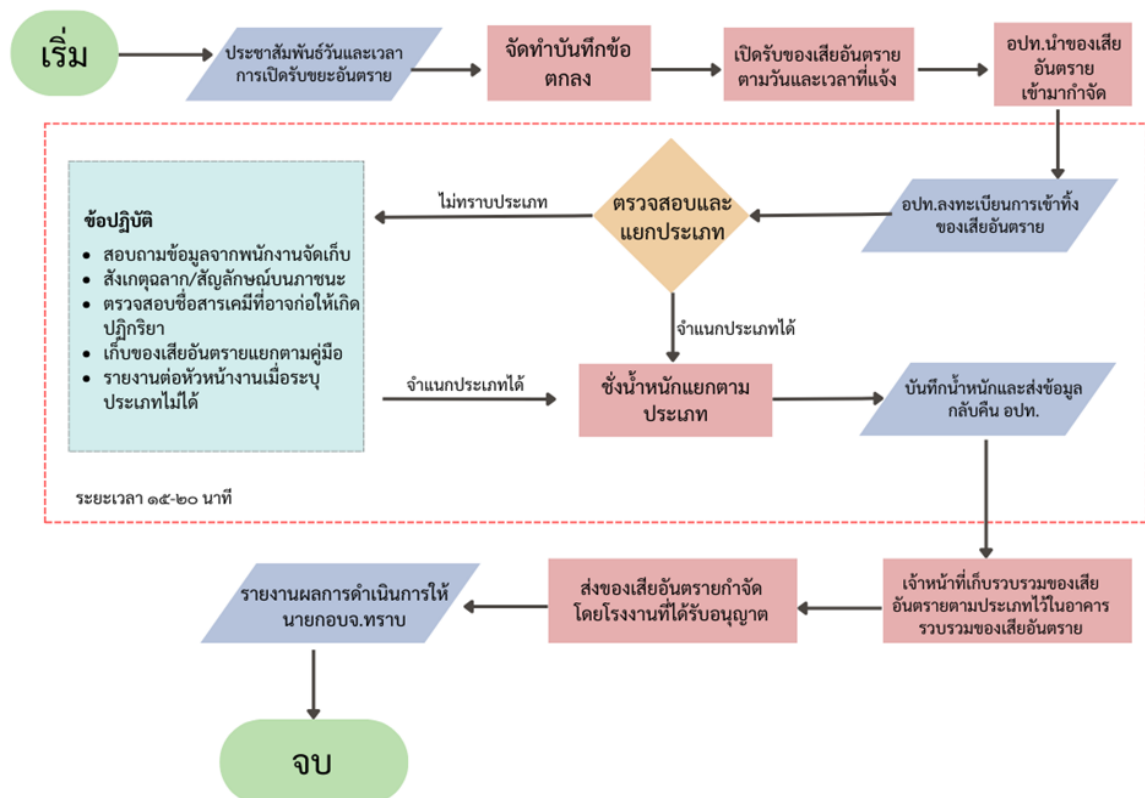 เริ่ม
ประชาสัมพันธ์วันและเวลา
การเปิดรับขยะอันตราย
จัดทำบันทึกข้อ
ตกลง
เปิดรับของเสียอันตราย
ตามวันและเวลาที่แจ้ง
อปท.นำของเสีย
อันตราย
เข้ามากำจัด
อปท.ลงทะเบียนการเข้าทิ้ง
ของเสียอันตราย
ตรวจสอบและ
แยกประเภท
ไม่ทราบประเภท
ข้อปฏิบัติ
• สอบถามข้อมูลจากพนักงานจัดเก็บ
• สังเกตุฉลาก/สัญลักษณ์บนภาชนะ
• ตรวจสอบชื่อสารเคมีที่อาจก่อให้เกิด
ปฏิกริยา
• เก็บของเสียอันตรายแยกตามคู่มือ
• รายงานต่อหัวหน้างานเมื่อระบุ
ประเภทไม่ได้
จำแนกประเภทได้
จำแนกประเภทได้
ชั่งน้ำหนักแยกตาม
ประเภท
บันทึกน้ำหนักและส่งข้อมูล
กลับคืน อปท.
ระยะเวลา ๑๕-๒๐ นาที
เจ้าหน้าที่เก็บรวบรวมของเสีย
อันตรายตามประเภทไว้ในอาคาร
รวบรวมของเสียอันตราย
ส่งของเสียอันตรายกำจัด
โดยโรงงานที่ได้รับอนุญาต
รายงานผลการดำเนินการให้
นายกอบจ.ทราบ
จบ